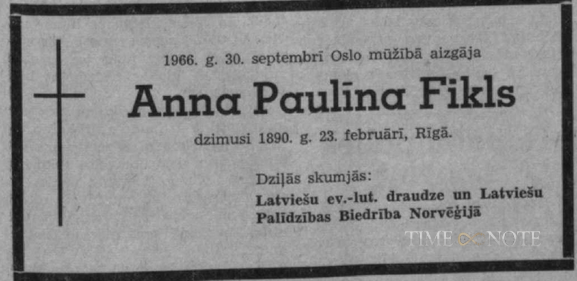 1966. g. 30. septembrī Oslo mūžībā aizgāja
Anna Paulīna Fikls
dzimusi 1890. g. 23. februārī, Rīgā.
Dziļās skumjās:
Latviešu ev.-lut. draudze un Latviešu
Palīdzības Biedrība Norvēģijā
TIME NOTE